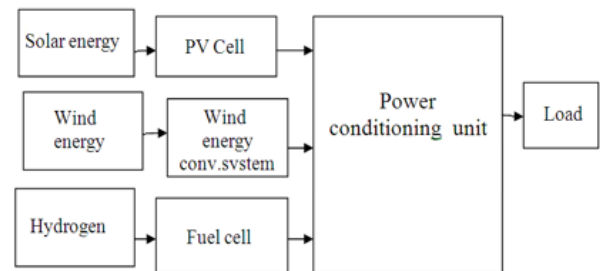 Solar energy
PV Cell
Wind
energy
Wind
energy
conv.svstem
Power
conditioning unit
Load
Hydrogen
Fuel cell